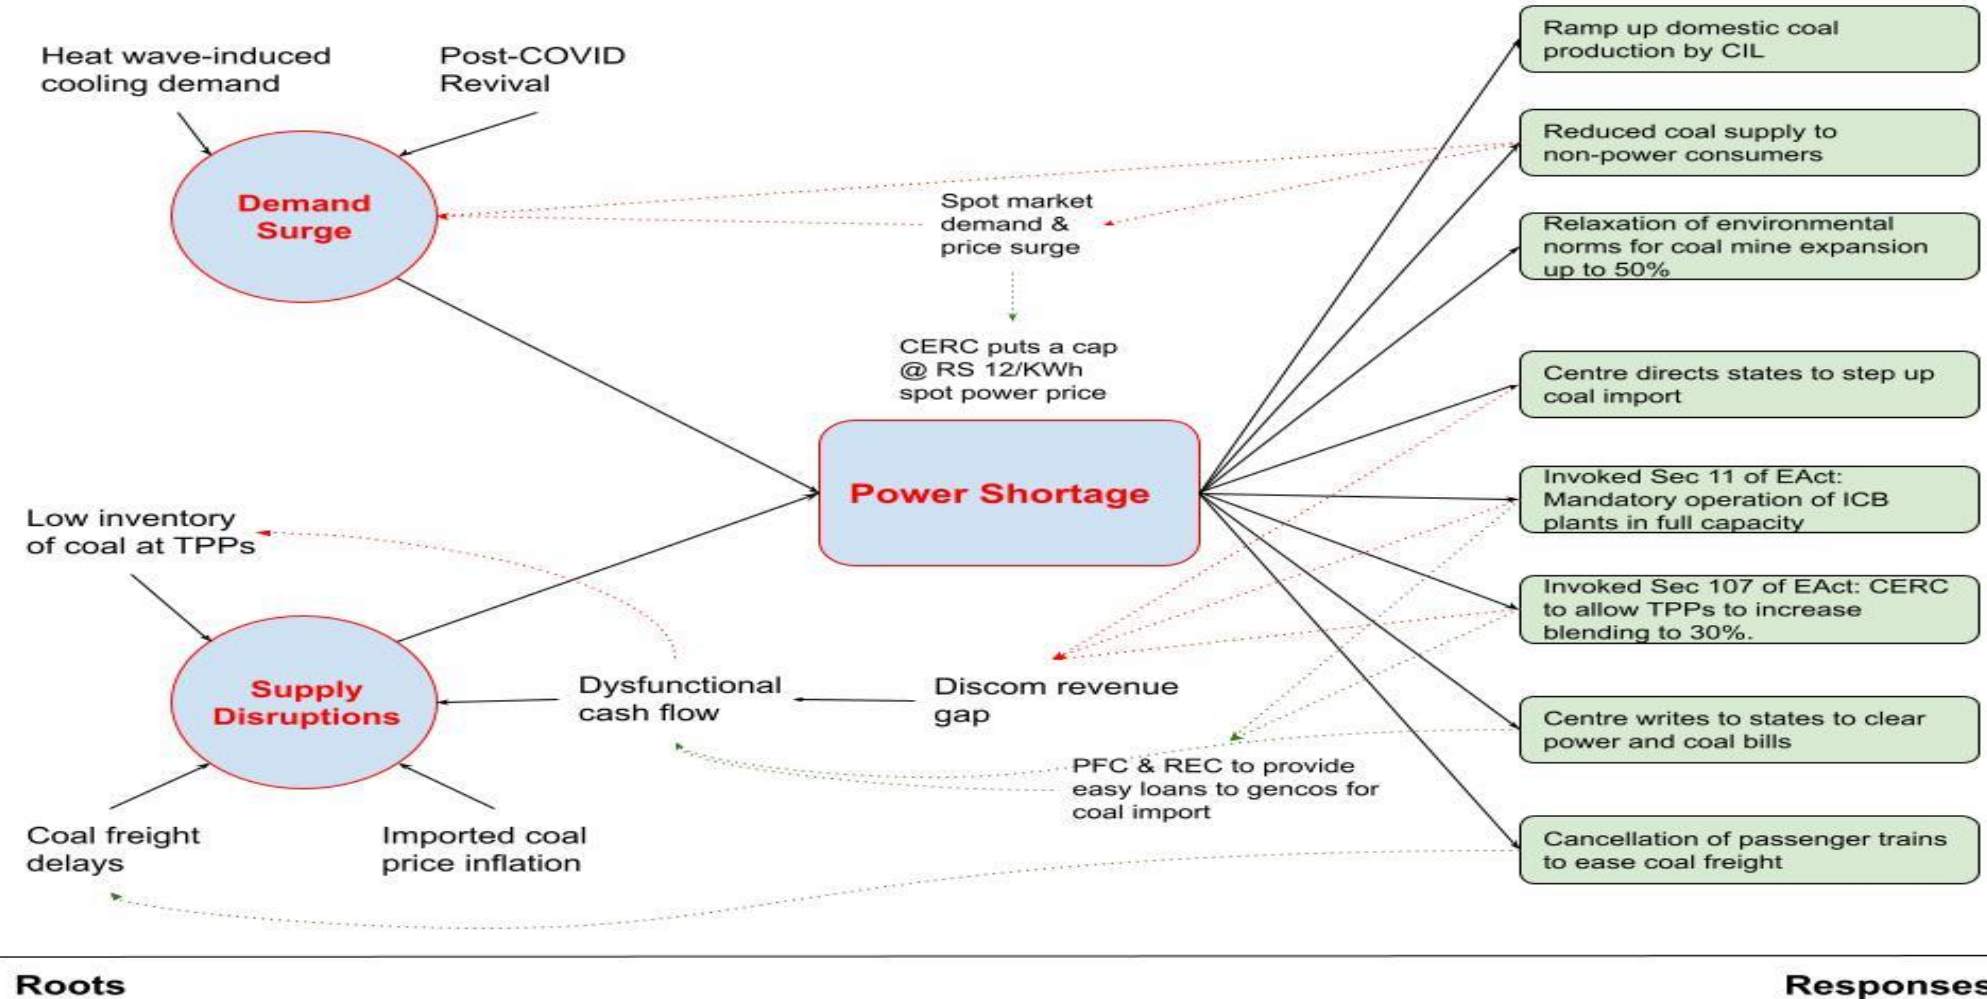 Heat wave-induced
cooling demand
Post-COVID
Revival
Demand
Surge
Spot market
demand &
price surge
CERC puts a cap
@ RS 12/KWh
spot power price
Power Shortage
Low inventory
of coal at TPPs
Supply
Disruptions
Dysfunctional
cash flow
Discom revenue
gap
PFC & REC to provide
easy loans to gencos for
coal import
Coal freight
delays
Imported coal
price inflation
Ramp up domestic coal
production by CIL
Reduced coal supply to
non-power consumers
Relaxation of environmental
norms for coal mine expansion
up to 50%
Centre directs states to step up
coal import
Invoked Sec 11 of EAct:
Mandatory operation of ICB
plants in full capacity
Invoked Sec 107 of EAct: CERC
to allow TPPs to increase
blending to 30%.
Centre writes to states to clear
power and coal bills
Cancellation of passenger trains
to ease coal freight
Roots
Responses